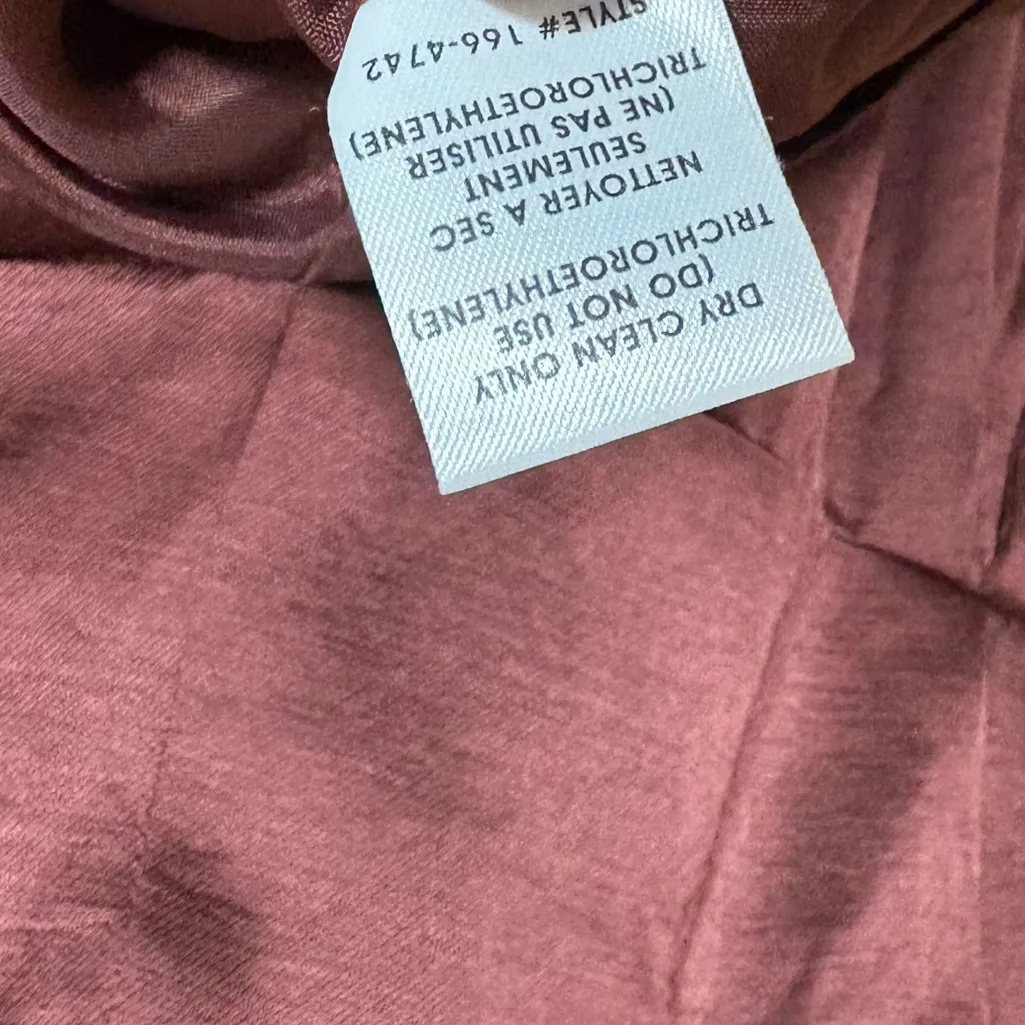 DRY CLEAN ONLY
(DO NOT USE
TRICHLOROETHYLENE)
NETTOYER A SEC
SEULEMENT
(NE PAS UTILISER
TRICHLOROETHYLENE)
STYLE# 166-4742